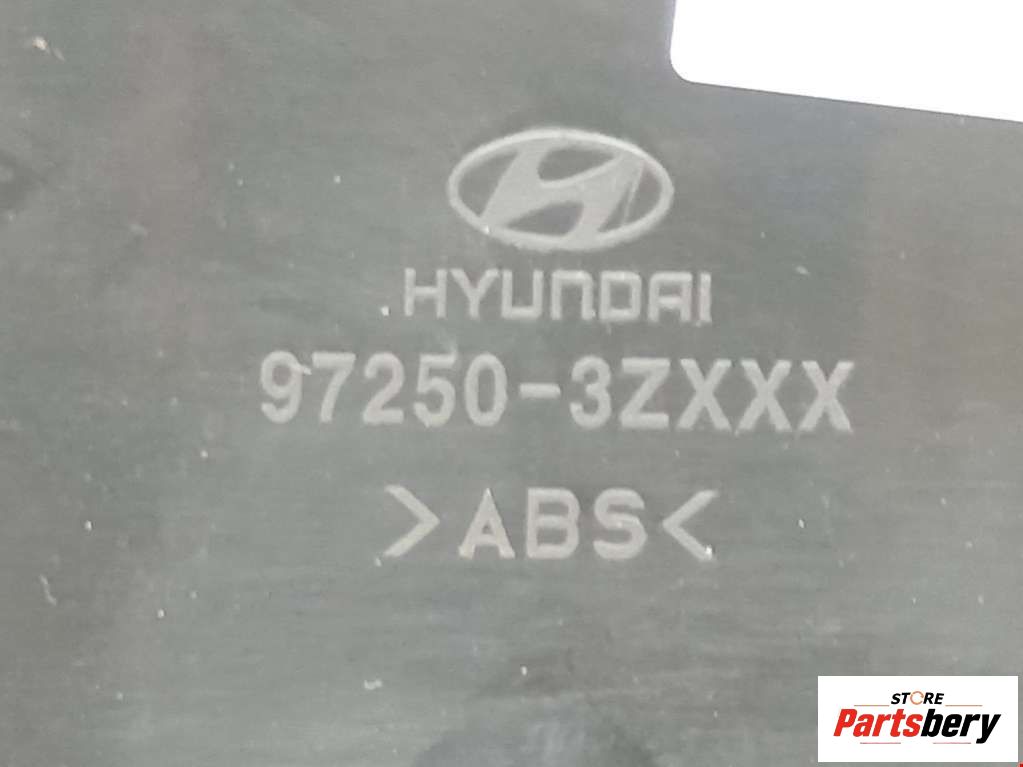 HYUNDAI
97250-3ZXXX
>ABS<
STORE
Partsbery